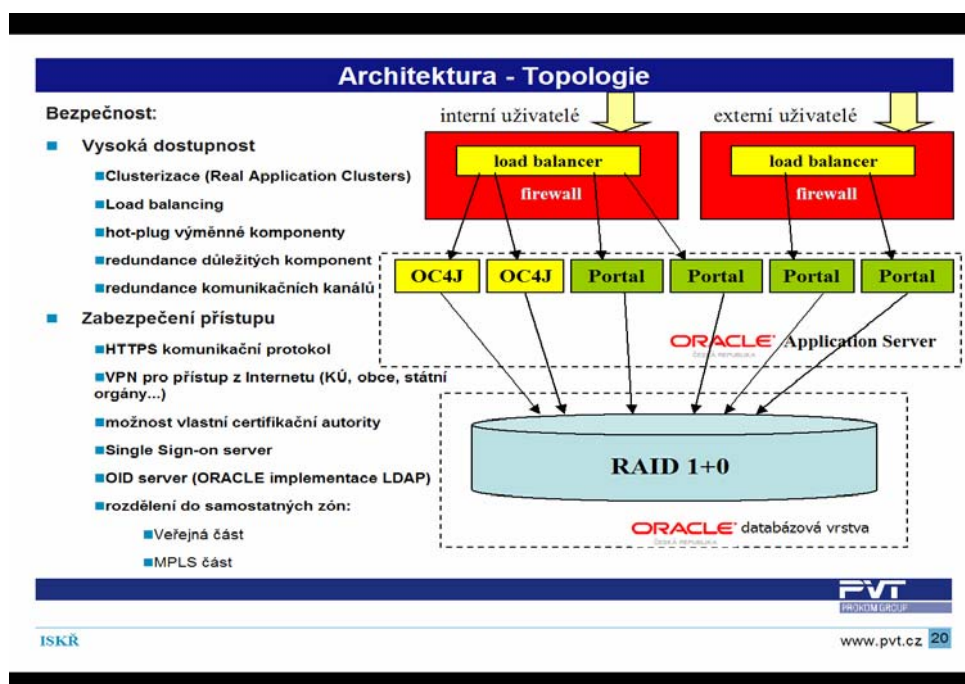 Architektura - Topologie
Bezpečnost:
Vysoká dostupnost
Clusterizace (Real Application Clusters)
Load balancing
hot-plug výměnné komponenty
redundance důležitých komponent
redundance komunikačních kanálů
Zabezpečení přístupu
HTTPS komunikační protokol
VPN pro přístup z Internetu (KÚ, obce, státní
orgány...)
možnost vlastní certifikační autority
Single Sign-on server
OID server (ORACLE implementace LDAP)
rozdělení do samostatných zón:
Veřejná část
MPLS část
interní uživatelé
externí uživatelé
load balancer
firewall
load balancer
firewall
OC4J
OC4J
Portal
Portal
Portal
Portal
ORACLE Application Server
ČESKÁ REPUBLIKA
RAID 1+0
ORACLE databázová vrstva
ČESKÁ REPUBLIKA
PVT
PROKOM GROUP
ISKŘ
www.pvt.cz 20